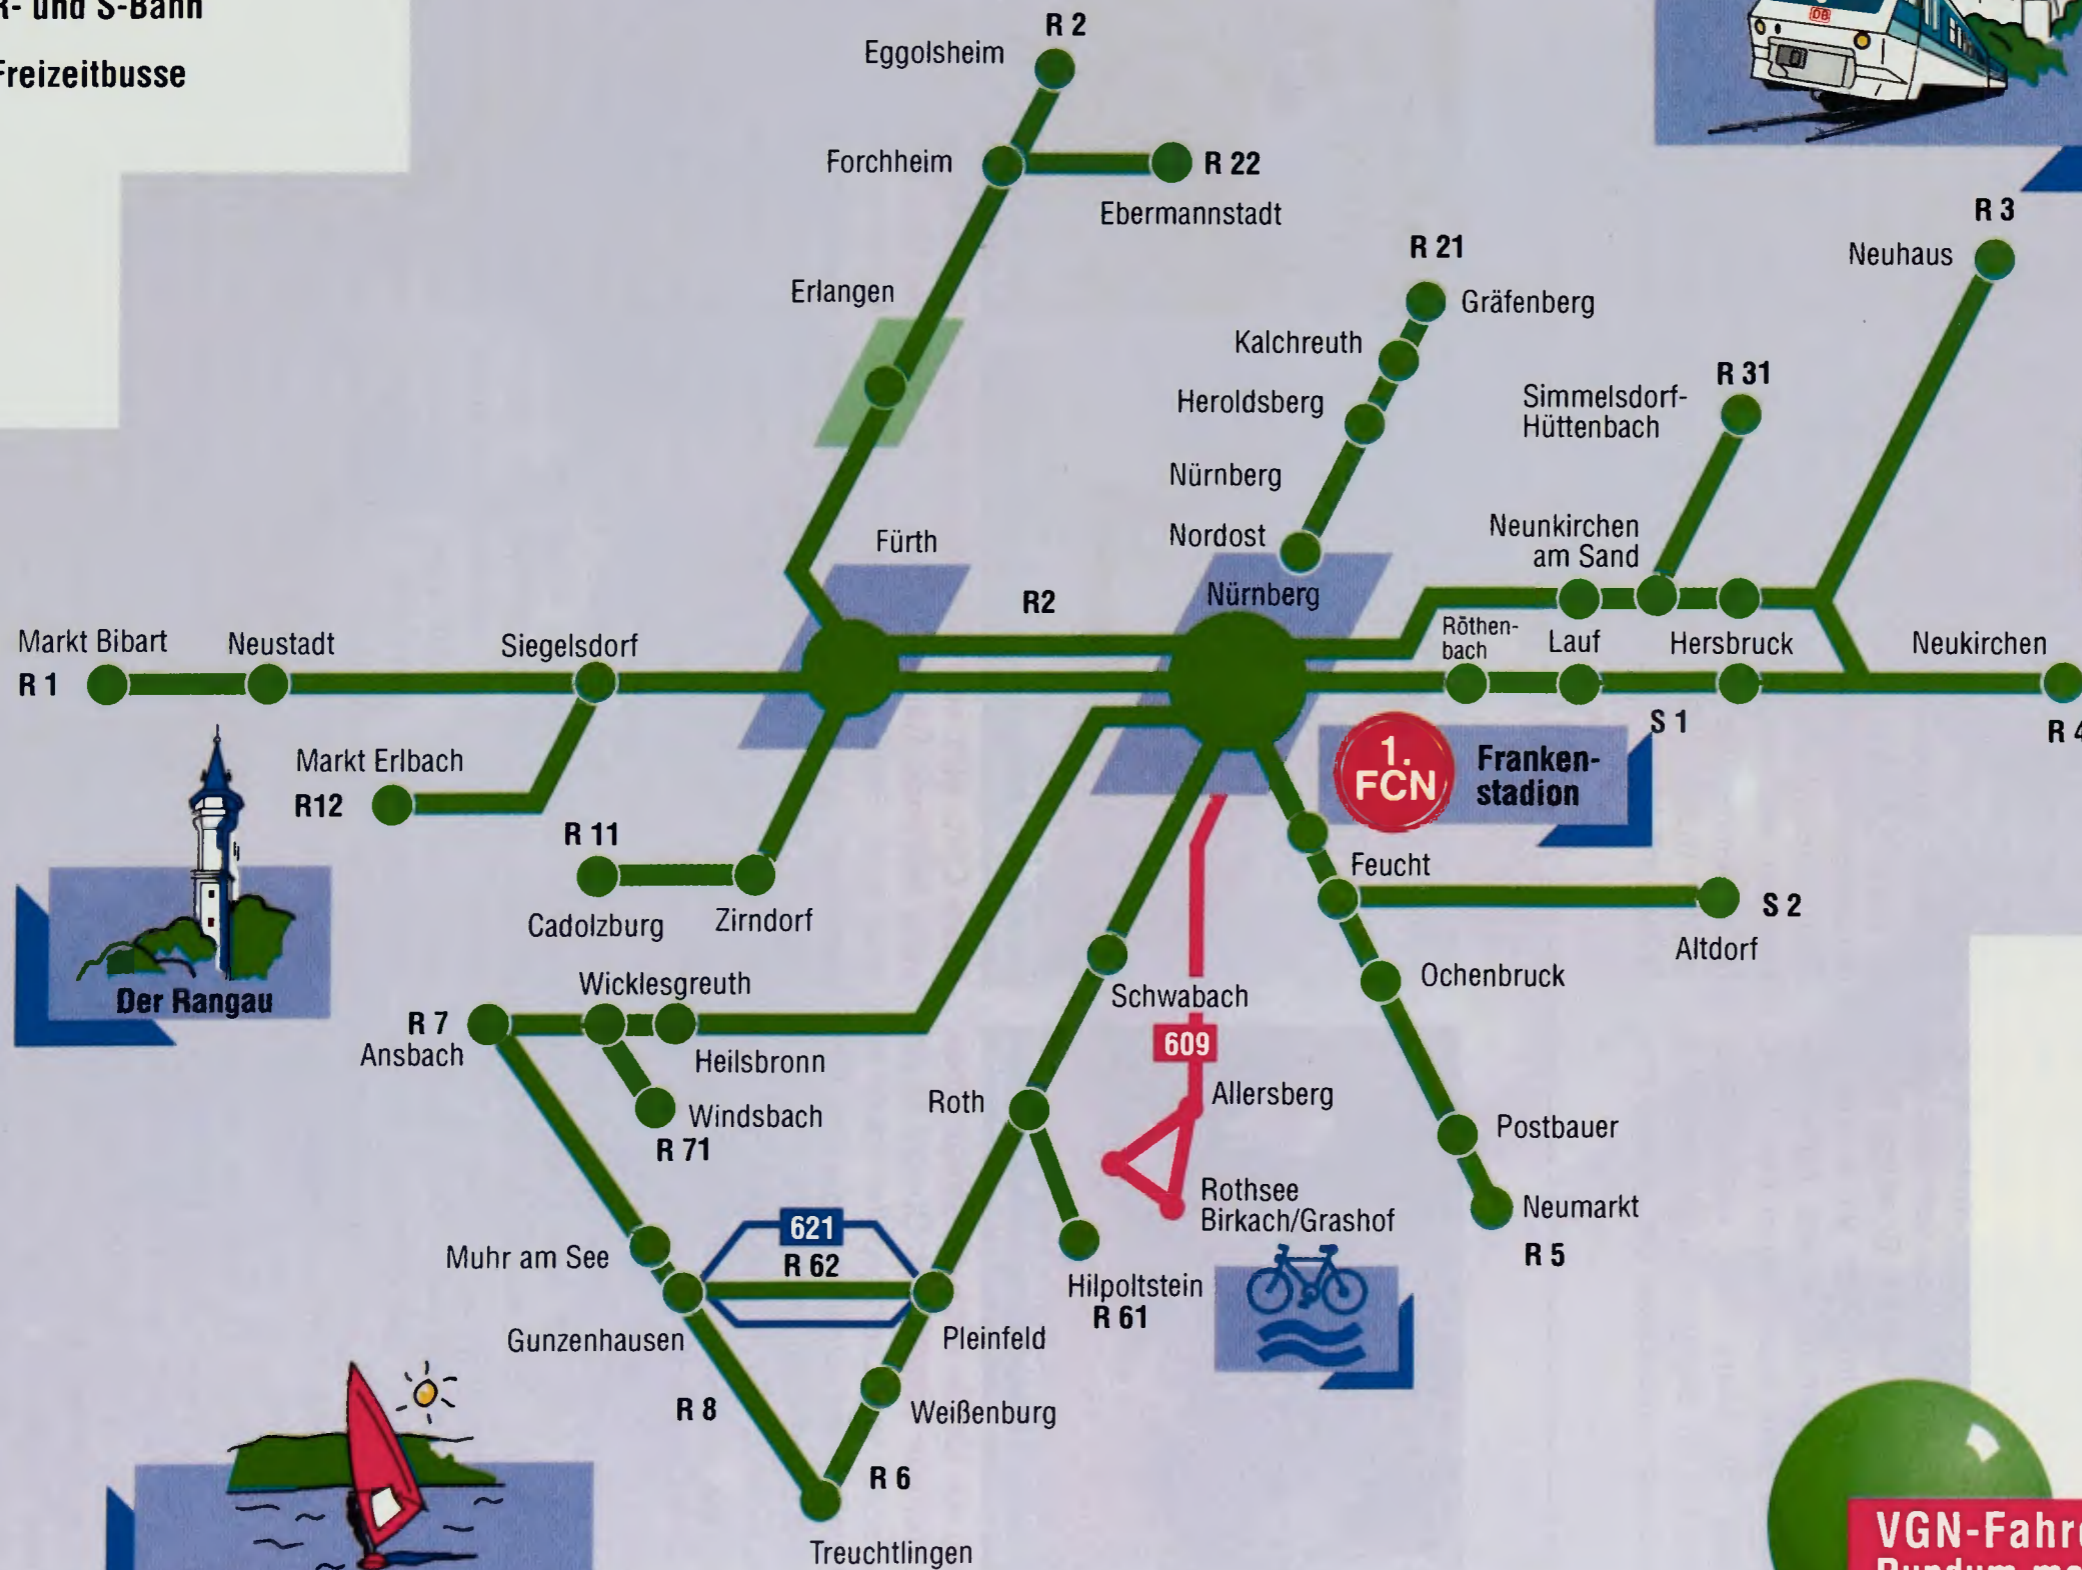 R- und S-Bahn
Freizeitbusse
DB
R 2
Eggolsheim
Forchheim
R 22
Ebermannstadt
R 3
Neuhaus
R 21
Gräfenberg
Erlangen
Kalchreuth
R 31
Simmelsdorf-
Hüttenbach
Heroldsberg
Nürnberg
Nordost
Neunkirchen
am Sand
Fürth
Nürnberg
R2
Röthen-
bach
Lauf
Hersbruck
Neukirchen
Markt Bibart
Neustadt
Siegelsdorf
R 1
S 1
R 4
1.
FCN
Franken-
stadion
Markt Erlbach
R12
R 11
Cadolzburg
Zirndorf
Feucht
S 2
Altdorf
Der Rangau
Wicklesgreuth
Ochenbruck
Schwabach
R 7
Ansbach
Heilsbronn
609
Windsbach
R 71
Roth
Allersberg
Postbauer
Rothsee
Birkach/Grashof
Neumarkt
R 5
621
R 62
Muhr am See
Hilpoltstein
R 61
Gunzenhausen
Pleinfeld
R 8
Weißenburg
R 6
Treuchtlingen
VGN-Fahr